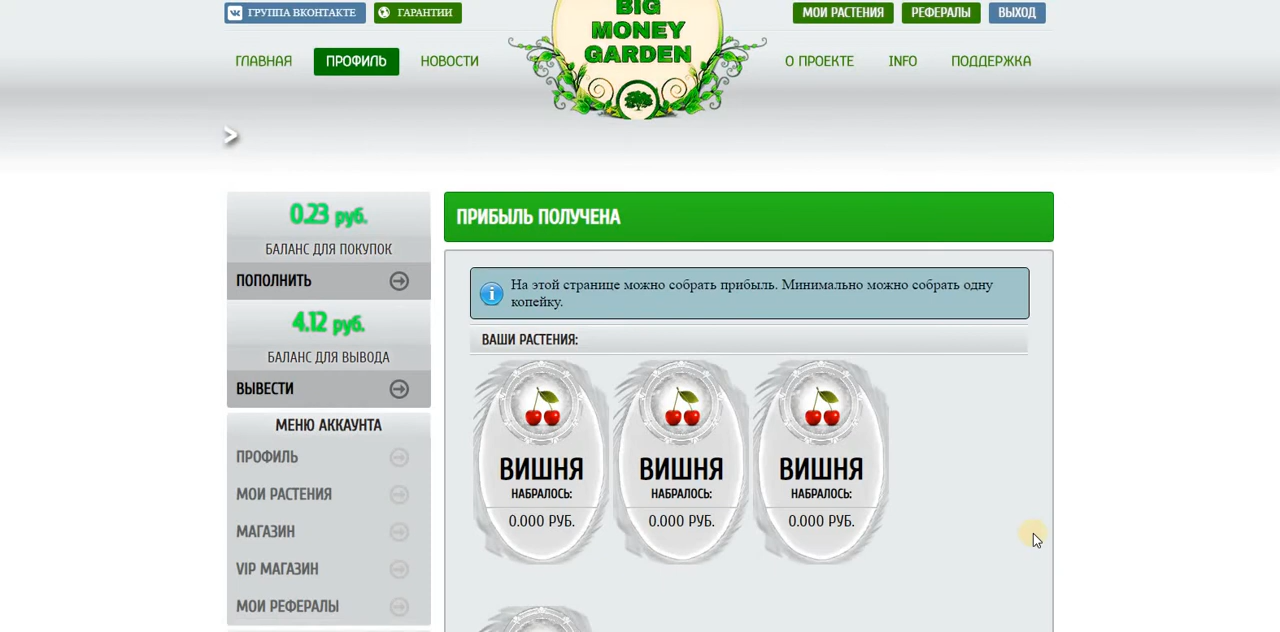 ГРУППА ВКОНТАКТЕ
ГАРАНТИИ
BIG
MONEY
GARDEN
МОИ РАСТЕНИЯ
РЕФЕРАЛЫ
ВЫХОД
ГЛАВНАЯ
ПРОФИЛЬ
НОВОСТИ
О ПРОЕКТЕ
INFO
ПОДДЕРЖКА
>
0.23 руб.
БАЛАНС ДЛЯ ПОКУПОК
ПОПОЛНИТЬ
4.12 руб.
БАЛАНС ДЛЯ ВЫВОДА
ВЫВЕСТИ
МЕНЮ АККАУНТА
ПРОФИЛЬ
МОИ РАСТЕНИЯ
МАГАЗИН
VIP МАГАЗИН
МОИ РЕФЕРАЛЫ
ПРИБЫЛЬ ПОЛУЧЕНА
На этой странице можно собрать прибыль. Минимально можно собрать одну
копейку.
ВАШИ РАСТЕНИЯ:
ВИШНЯ
НАБРАЛОСЬ:
0.000 РУБ.
ВИШНЯ
НАБРАЛОСЬ:
0.000 РУБ.
ВИШНЯ
НАБРАЛОСЬ:
0.000 РУБ.